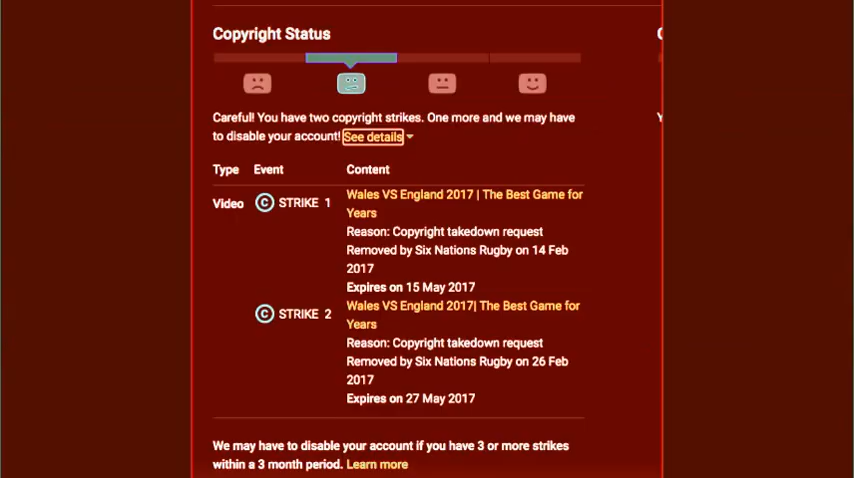 Copyright Status
Careful! You have two copyright strikes. One more and we may have
to disable your account! See details
Type Event Content
Video © STRIKE 1 Wales VS England 2017 | The Best Game for
Years
Reason: Copyright takedown request
Removed by Six Nations Rugby on 14 Feb
2017
Expires on 15 May 2017
© STRIKE 2 Wales VS England 2017| The Best Game for
Years
Reason: Copyright takedown request
Removed by Six Nations Rugby on 26 Feb
2017
Expires on 27 May 2017
We may have to disable your account if you have 3 or more strikes
within a 3 month period. Learn more